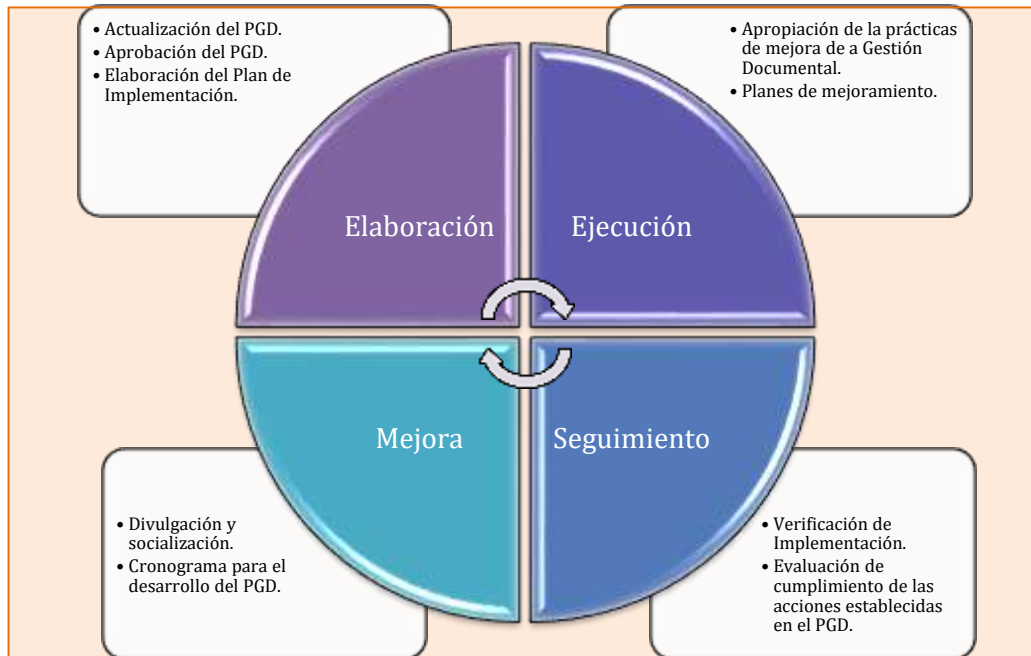 • Actualización del PGD.
• Aprobación del PGD.
• Elaboración del Plan de
Implementación.
• Apropiación de la prácticas
de mejora de a Gestión
Documental.
• Planes de mejoramiento.
Elaboración
Ejecución
Mejora
Seguimiento
• Divulgación y
socialización.
• Cronograma para el
desarrollo del PGD.
• Verificación de
Implementación.
• Evaluación de
cumplimiento de las
acciones establecidas
en el PGD.